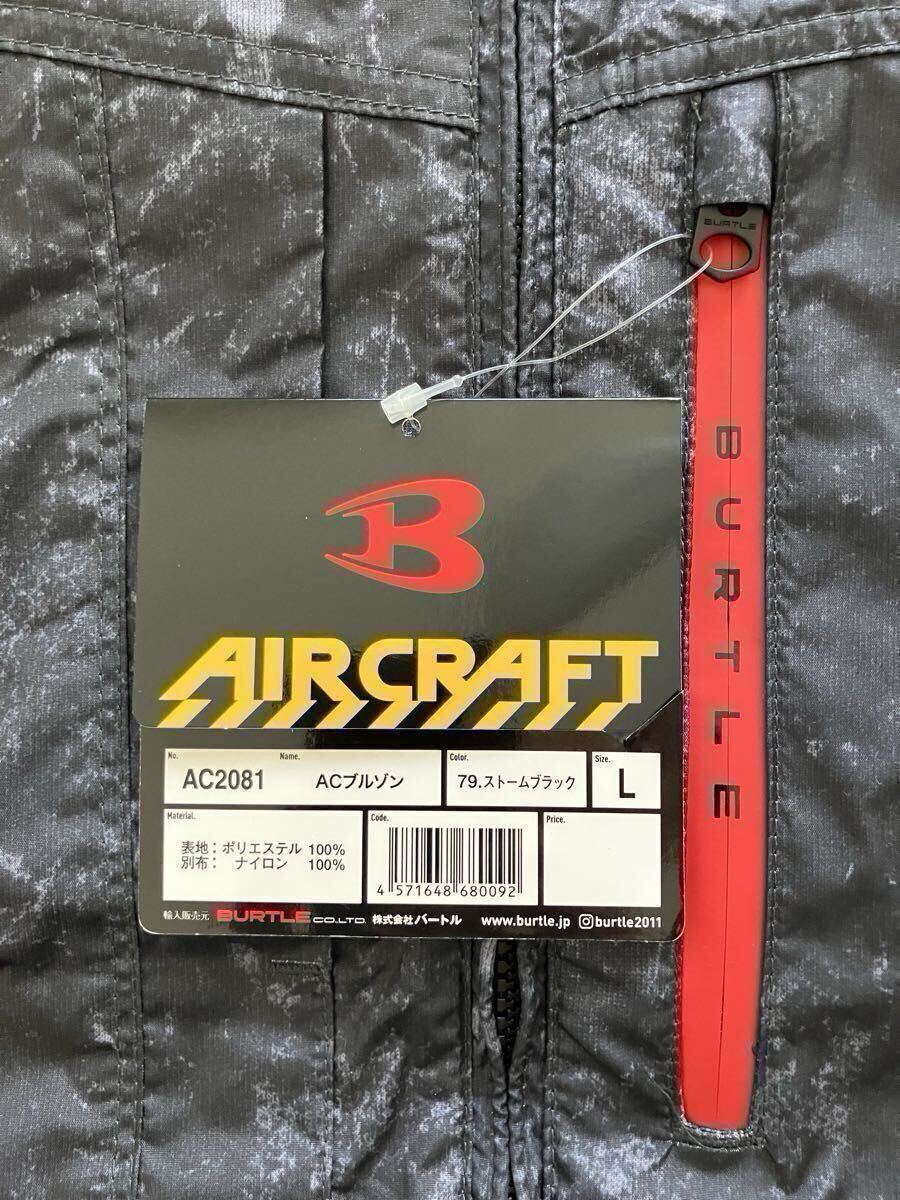 BURTLE
BURTLE
B
AIRCRAFT
No. Name. Color. Size.
AC2081 ACブルゾン 79.ストームブラック L
Material. Code. Price.
表地：ポリエステル 100%
別布： ナイロン 100%
4 571648 680092
輸入販売元 BURTLE CO.LTD. 株式会社バートル www.burtle.jp burtle2011